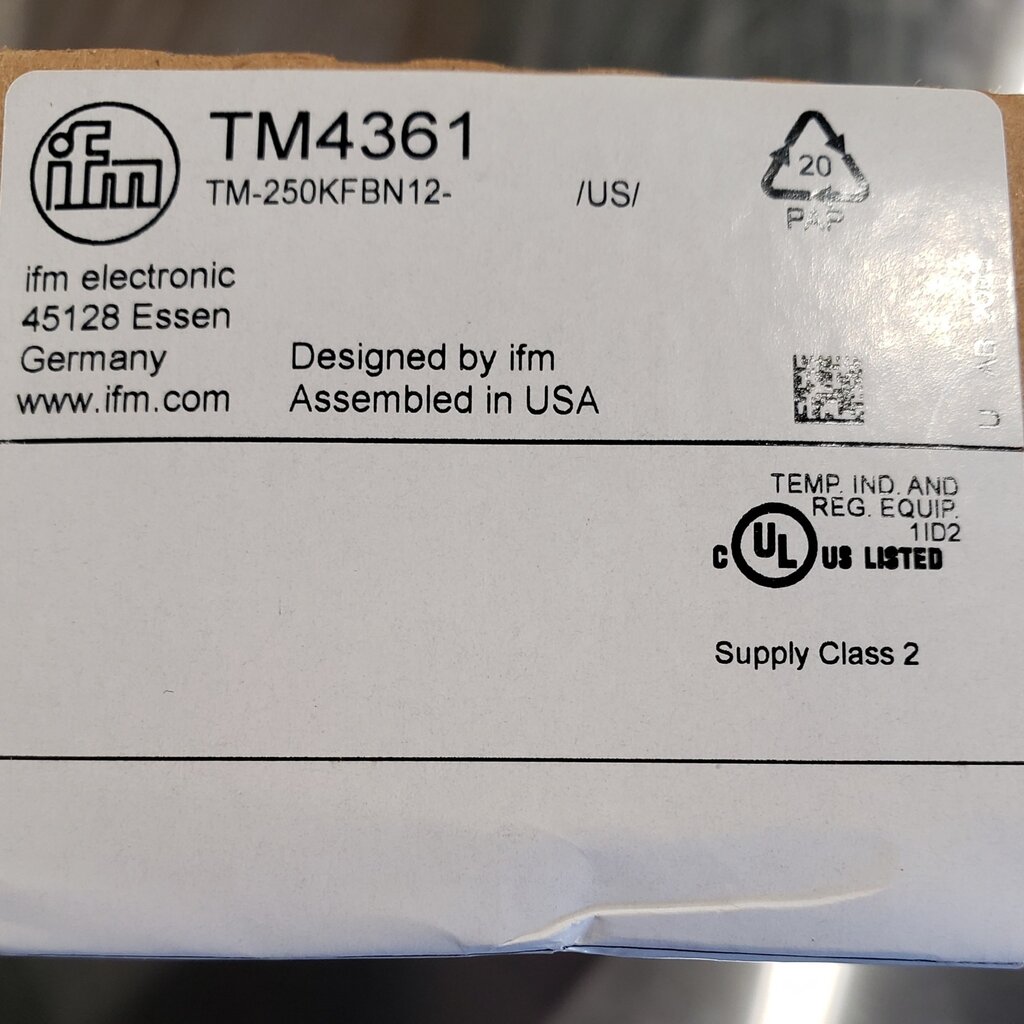 ifm
TM4361
TM-250KFBN12- /US/
20
PAP
ifm electronic
45128 Essen
Germany
www.ifm.com
Designed by ifm
Assembled in USA
TEMP. IND. AND
REG. EQUIP.
1ID2
C UL US LISTED
Supply Class 2